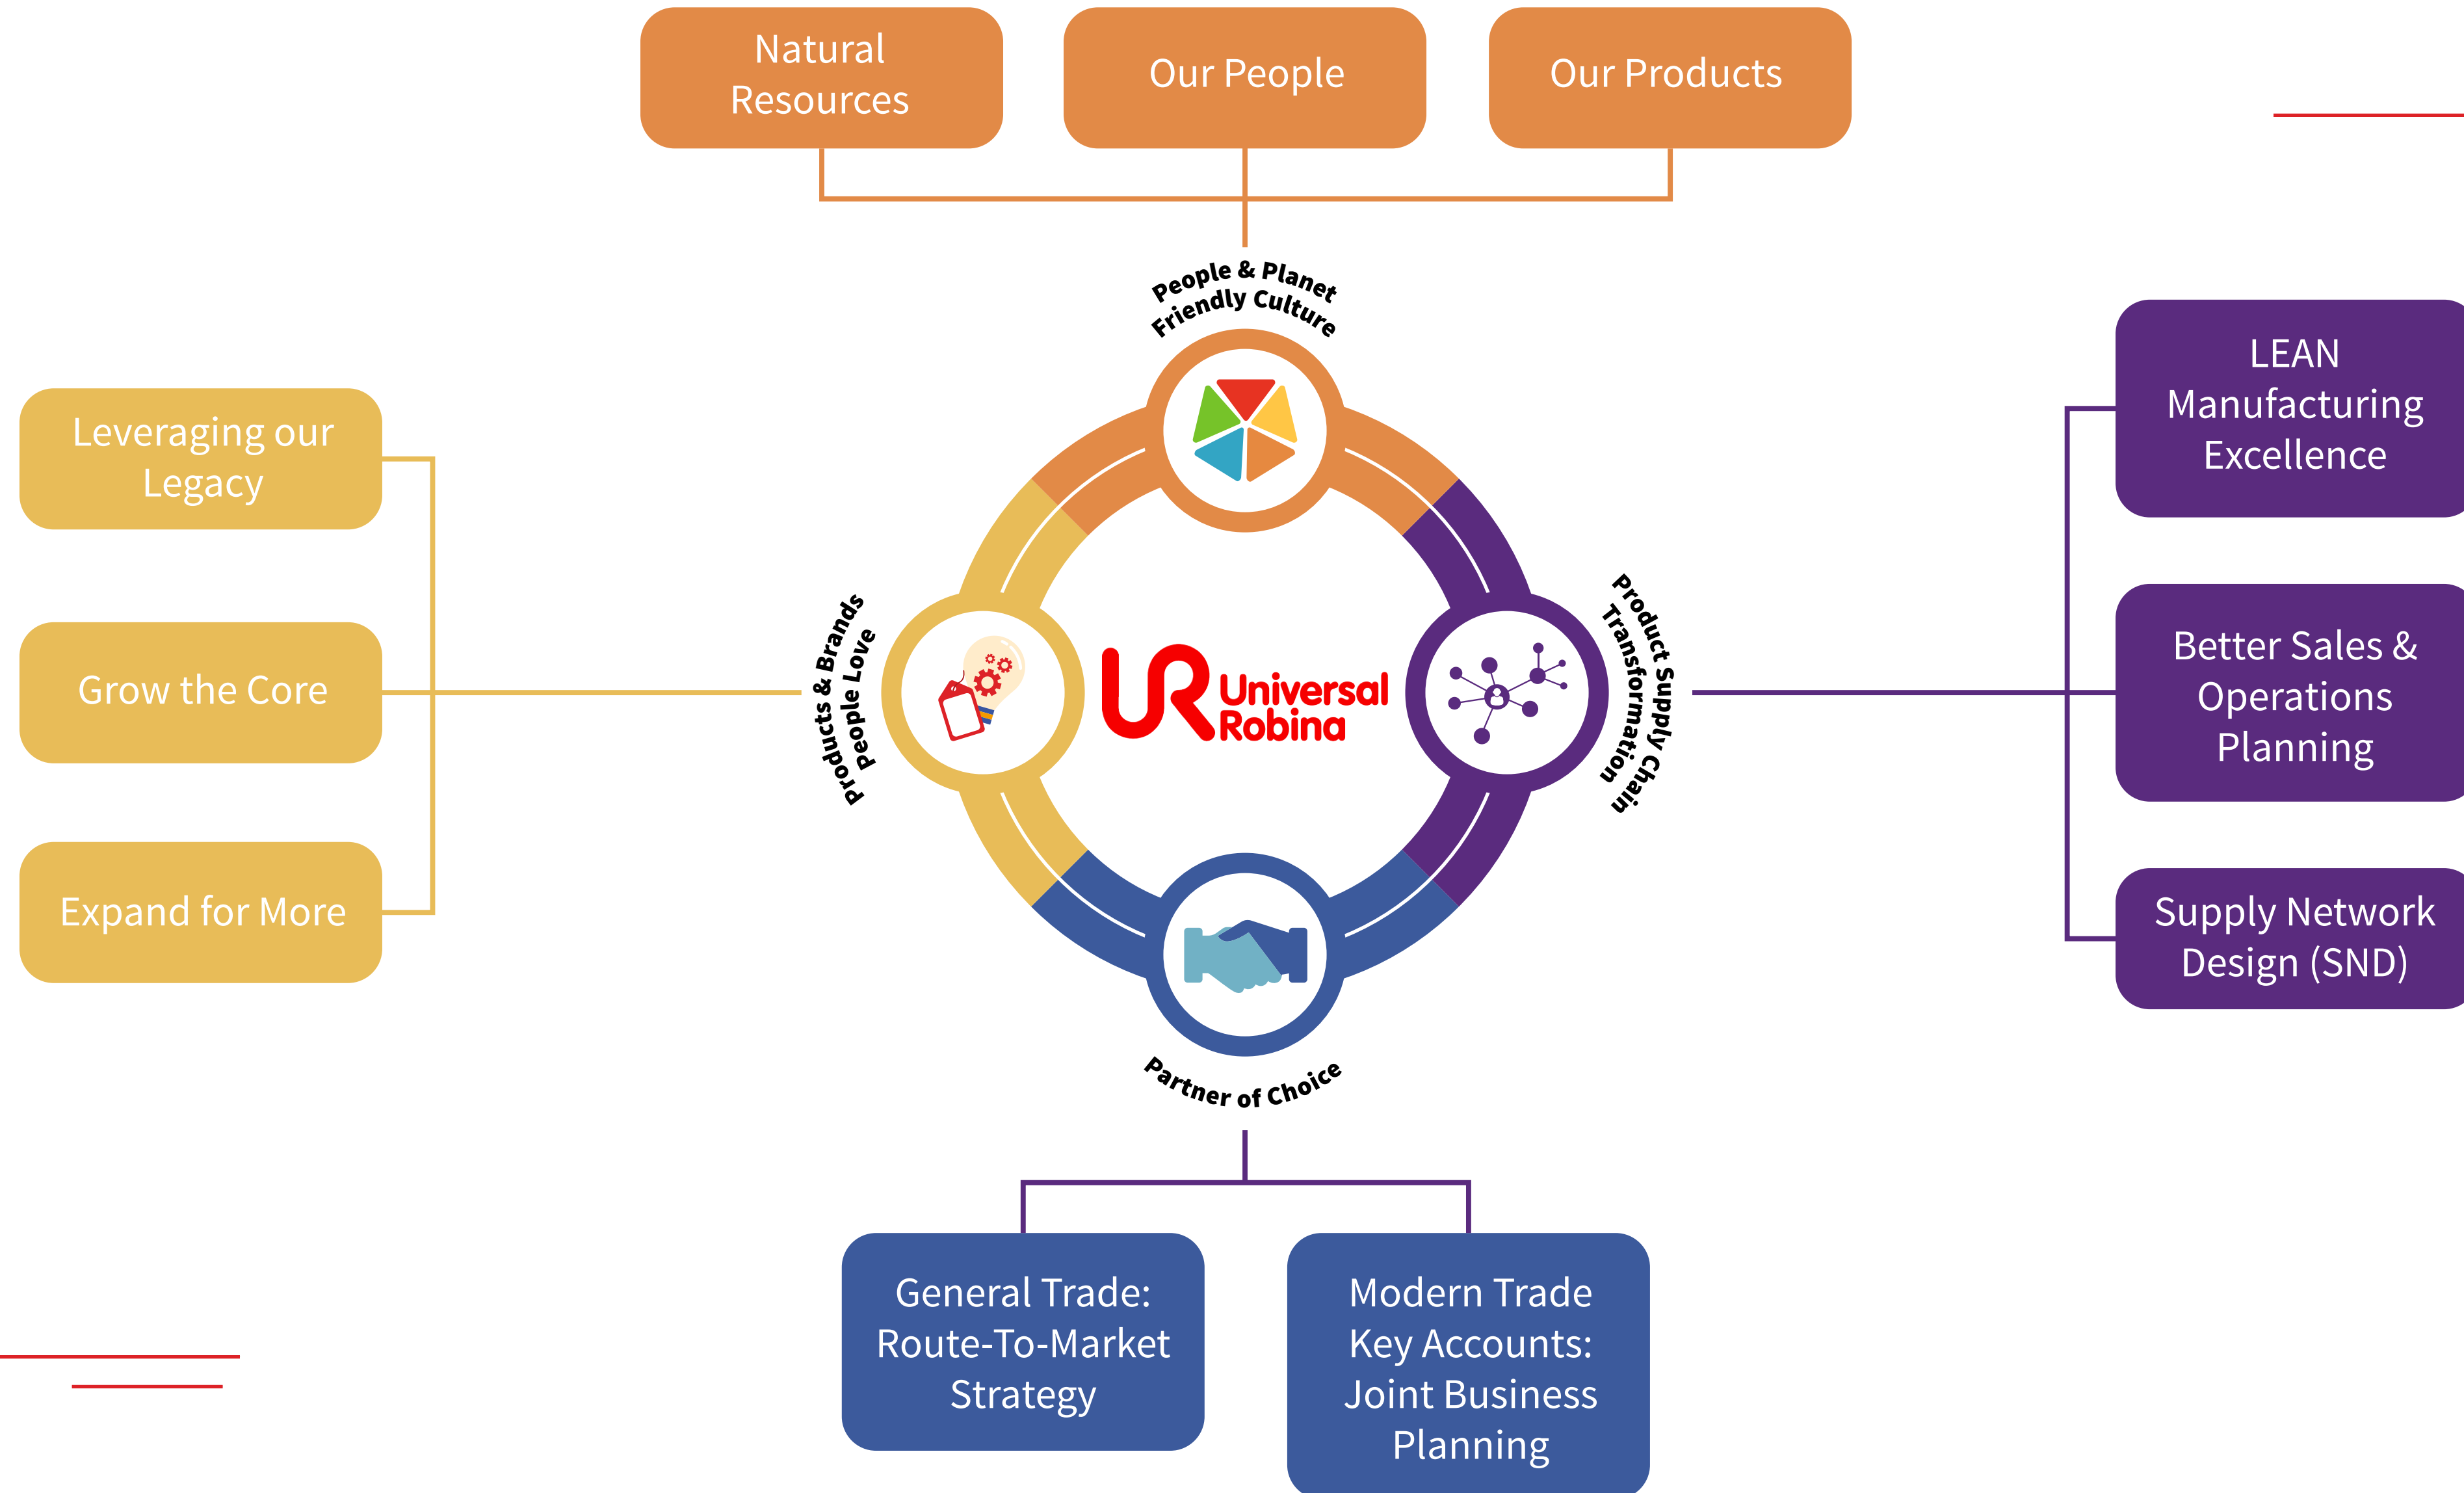 Natural
Resources
Our People
Our Products
People & Planet
Friendly Culture
Leveraging our
Legacy
Grow the Core
Expand for More
Products & Brands
People Love
Universal
Robina
Product Supply Chain
Transformation
LEAN
Manufacturing
Excellence
Better Sales &
Operations
Planning
Supply Network
Design (SND)
Partner of Choice
General Trade:
Route-To-Market
Strategy
Modern Trade
Key Accounts:
Joint Business
Planning